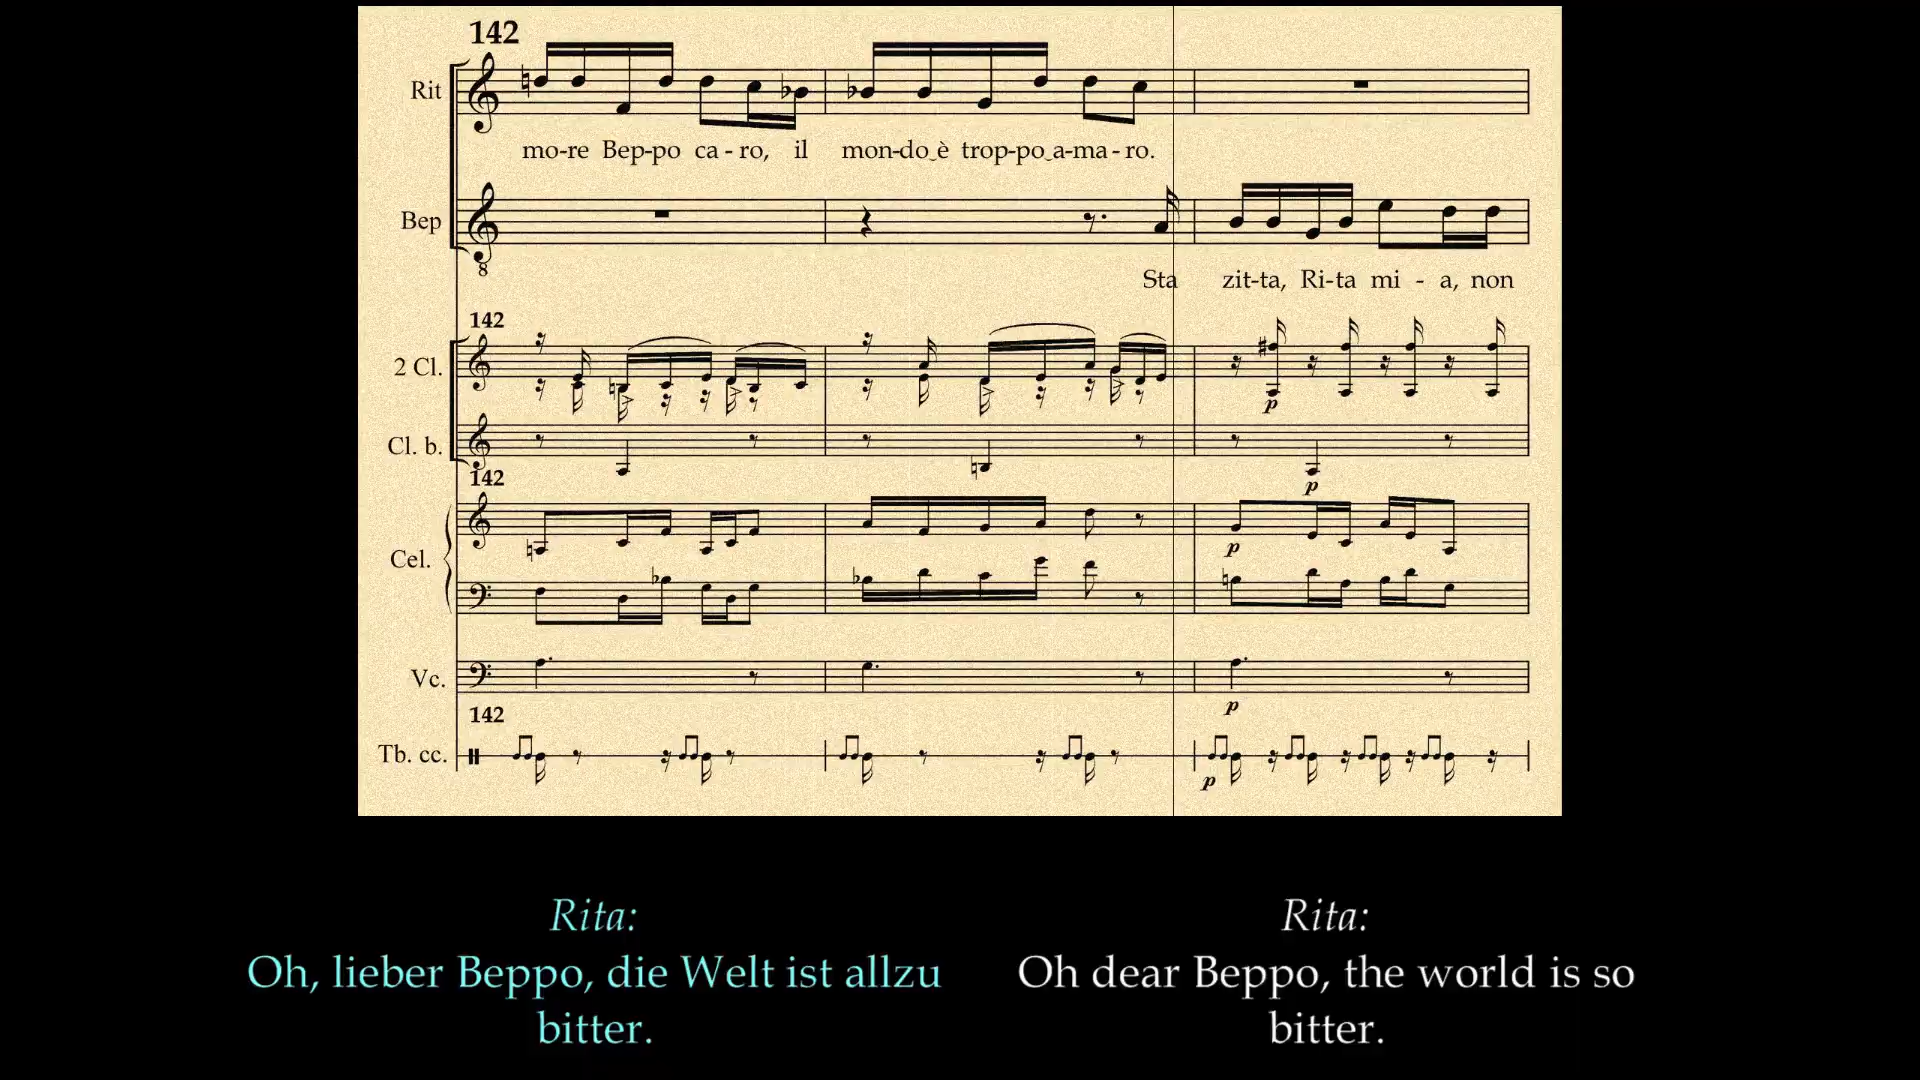 142
Rit
mo-re Bep-po ca-ro, il mon-do è trop-po a-ma-ro.
Bep
8
Sta zit-ta, Ri-ta mi - a, non
142
2 Cl.
p
Cl. b.
p
142
Cel.
p
Vc.
p
142
Tb. cc.
p
Rita:
Oh, lieber Beppo, die Welt ist allzu
bitter.
Rita:
Oh dear Beppo, the world is so
bitter.